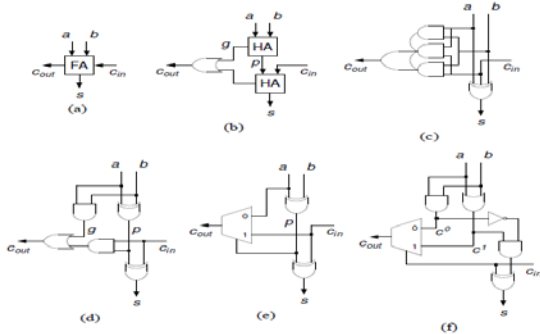 a b
FA
c_out c_in
s
(a)
a b
g HA
c_out p c_in
HA
s
(b)
a b
c_out c_in
s
(c)
a b
g p
c_out c_in
s
(d)
a b
0
p
c_out 1 c_in
s
(e)
a b
0 c^0
c_out 1 c^1
c_ir
s
(f)